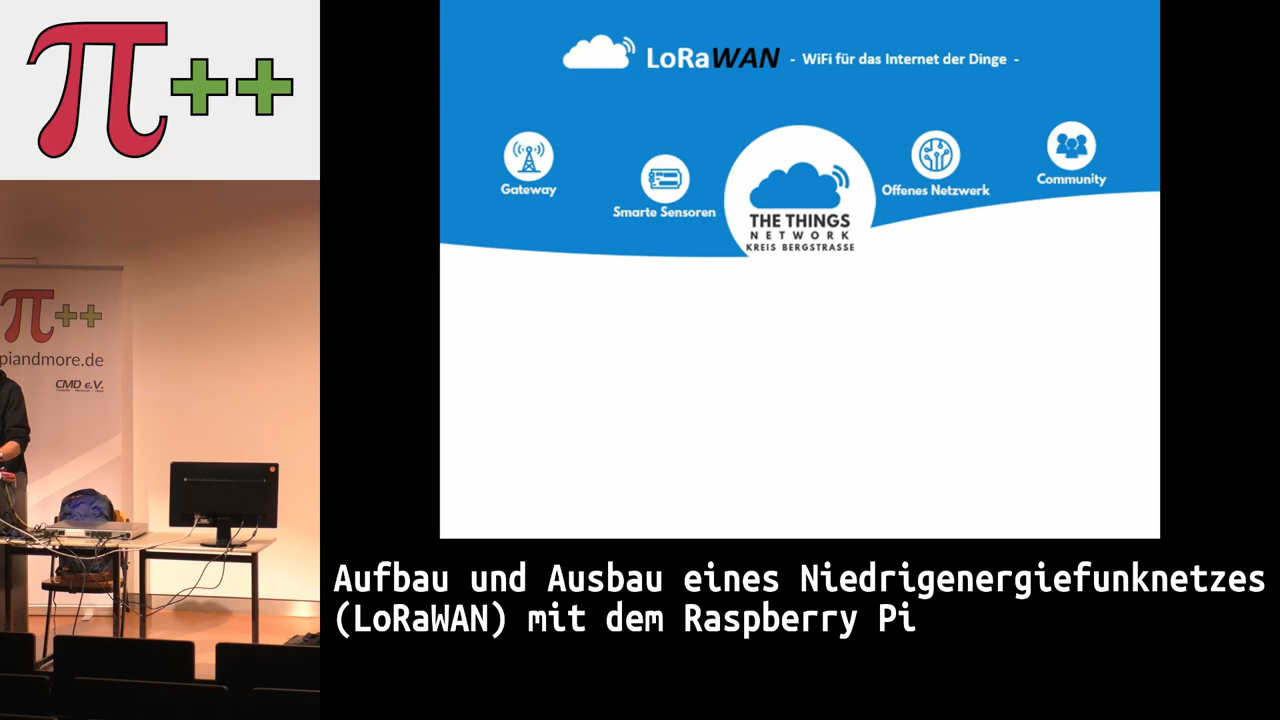 π++
LoRaWAN - WiFi für das Internet der Dinge -
Gateway
Smarte Sensoren
THE THINGS
NETWORK
KREIS BERGSTRASSE
Offenes Netzwerk
Community
π++
piandmore.de
CMD e.V.
Aufbau und Ausbau eines Niedrigenergiefunknetzes
(LoRaWAN) mit dem Raspberry Pi